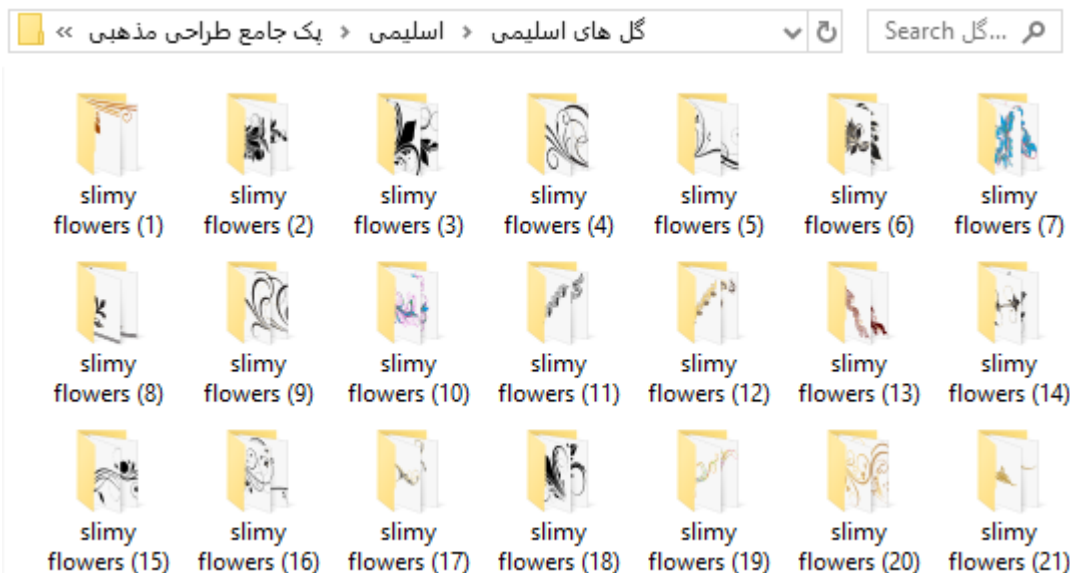 « پک جامع طراحی مذهبی › اسلیمی › گل های اسلیمی
Search گل...
slimy flowers (1)
slimy flowers (2)
slimy flowers (3)
slimy flowers (4)
slimy flowers (5)
slimy flowers (6)
slimy flowers (7)
slimy flowers (8)
slimy flowers (9)
slimy flowers (10)
slimy flowers (11)
slimy flowers (12)
slimy flowers (13)
slimy flowers (14)
slimy flowers (15)
slimy flowers (16)
slimy flowers (17)
slimy flowers (18)
slimy flowers (19)
slimy flowers (20)
slimy flowers (21)